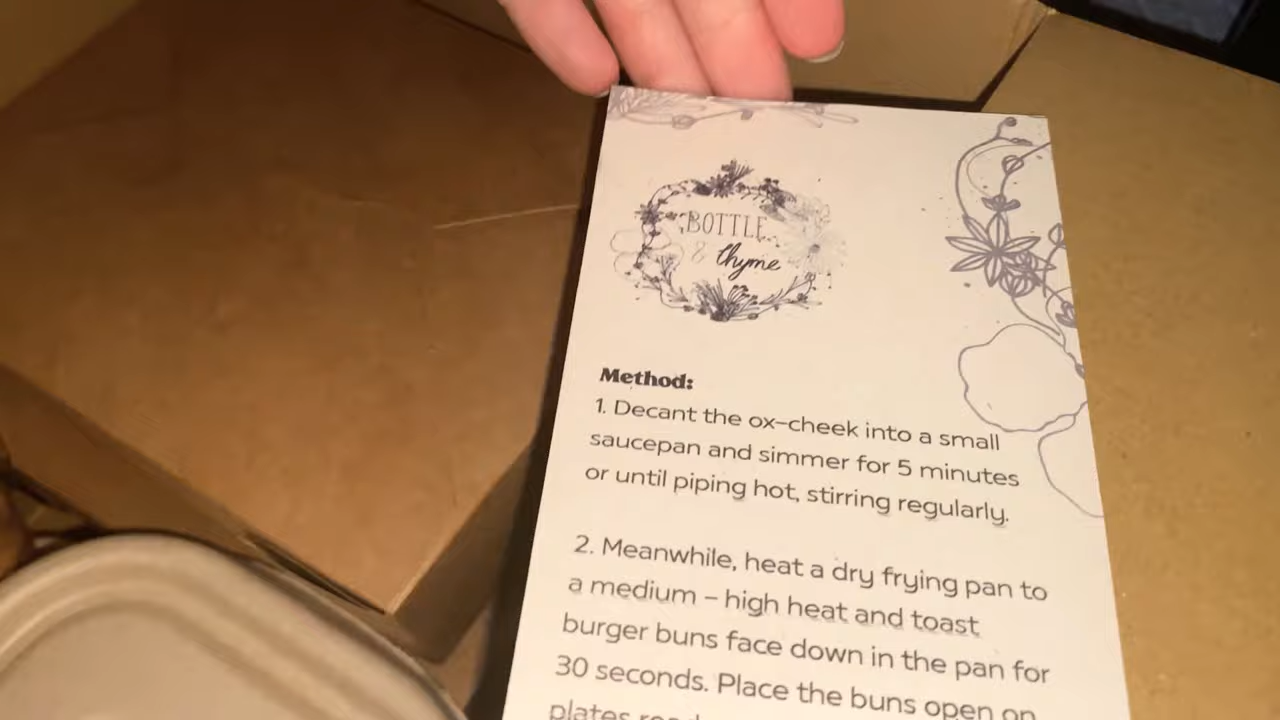 BOTTLE
& thyme
Method:
1. Decant the ox-cheek into a small
saucepan and simmer for 5 minutes
or until piping hot, stirring regularly.
2. Meanwhile, heat a dry frying pan to
a medium – high heat and toast
burger buns face down in the pan for
30 seconds. Place the buns open on
plates